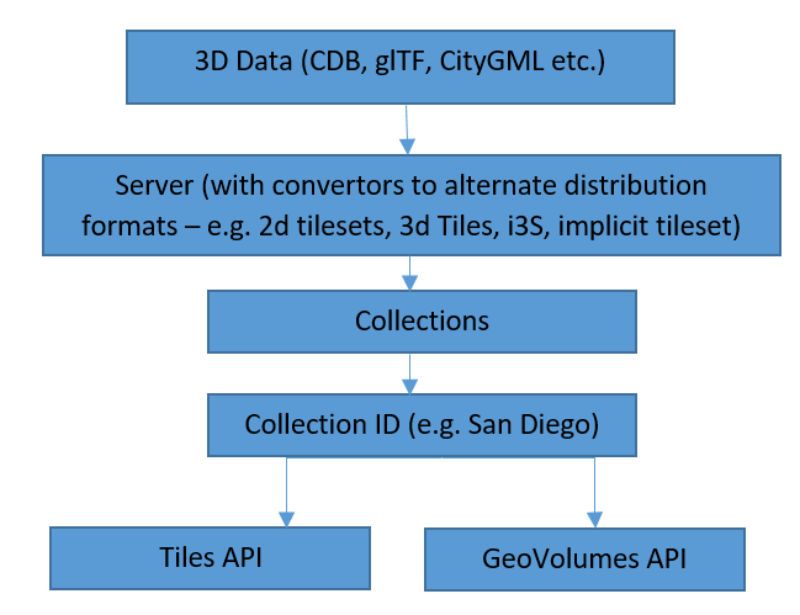 3D Data (CDB, glTF, CityGML etc.)
Server (with convertors to alternate distribution
formats – e.g. 2d tilesets, 3d Tiles, i3S, implicit tileset)
Collections
Collection ID (e.g. San Diego)
Tiles API
GeoVolumes API